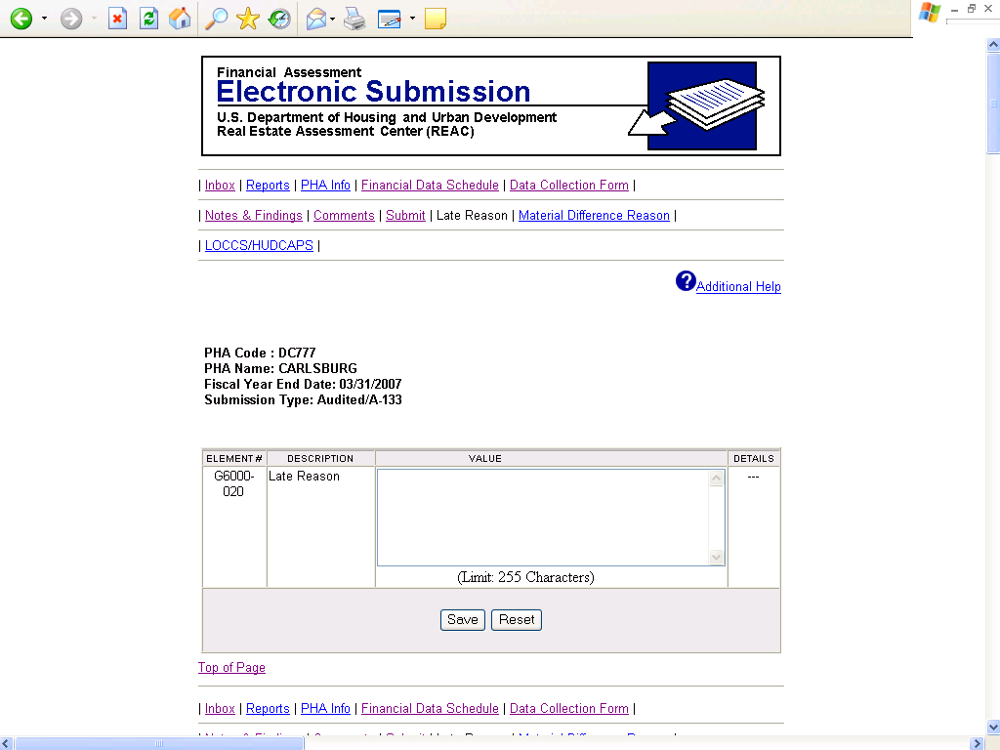 Financial Assessment
Electronic Submission
U.S. Department of Housing and Urban Development
Real Estate Assessment Center (REAC)
| Inbox | Reports | PHA Info | Financial Data Schedule | Data Collection Form |
| Notes & Findings | Comments | Submit | Late Reason | Material Difference Reason |
| LOCCS/HUDCAPS |
? Additional Help
PHA Code : DC777
PHA Name: CARLSBURG
Fiscal Year End Date: 03/31/2007
Submission Type: Audited/A-133
ELEMENT # DESCRIPTION VALUE DETAILS
G6000-020 Late Reason ---
(Limit: 255 Characters)
Save Reset
Top of Page
| Inbox | Reports | PHA Info | Financial Data Schedule | Data Collection Form |